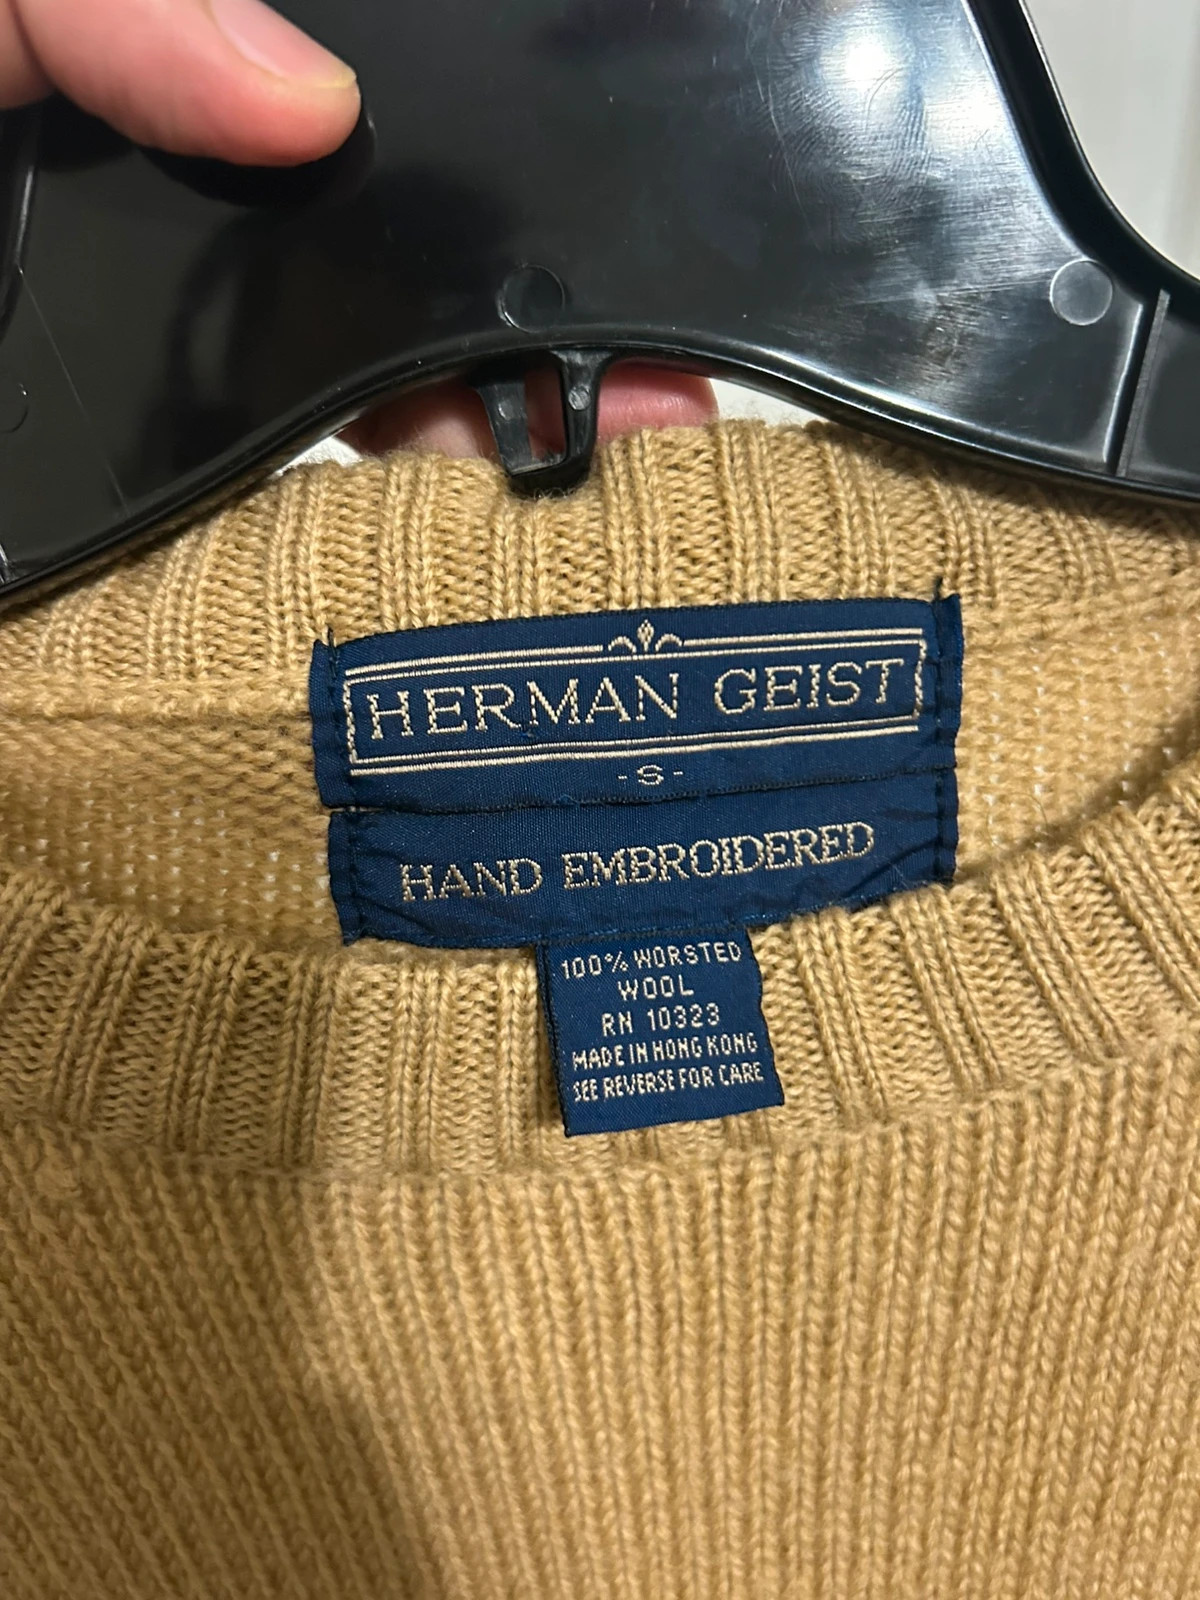 HERMAN GEIST
-S-
HAND EMBROIDERED
100% WORSTED
WOOL
RN 10323
MADE IN HONG KONG
SEE REVERSE FOR CARE